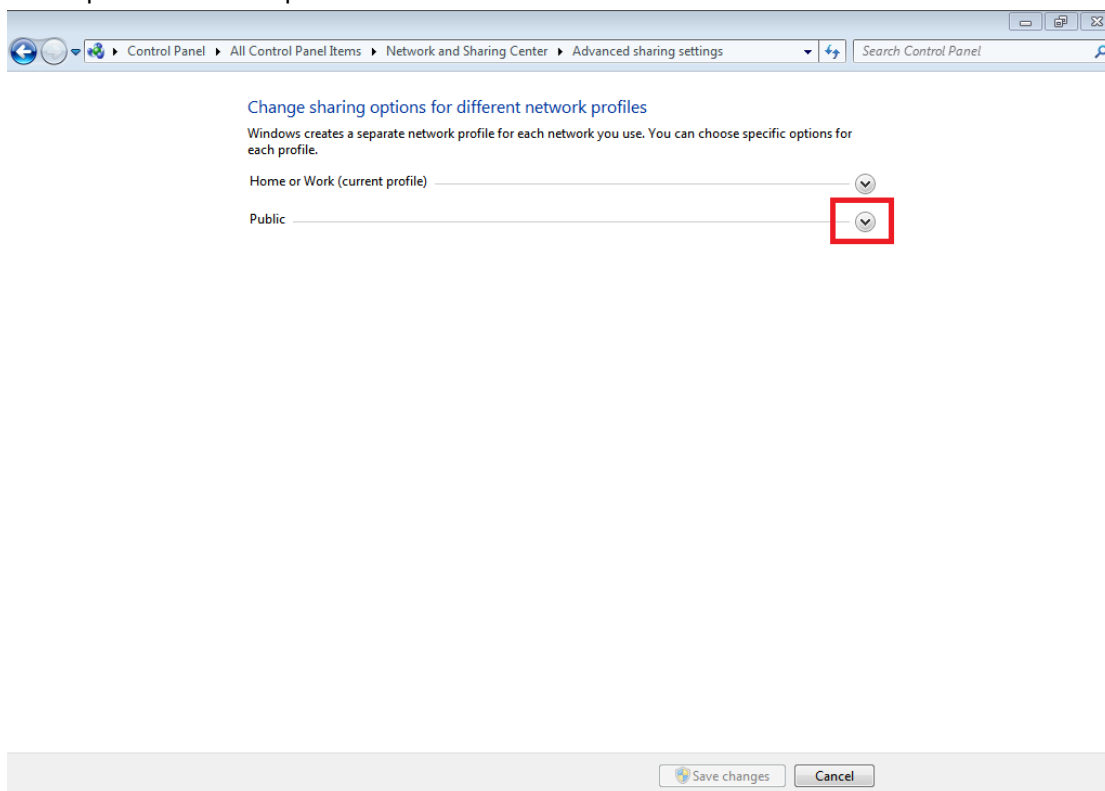 Control Panel ▸ All Control Panel Items ▸ Network and Sharing Center ▸ Advanced sharing settings
Search Control Panel
Change sharing options for different network profiles
Windows creates a separate network profile for each network you use. You can choose specific options for
each profile.
Home or Work (current profile)
Public
Save changes
Cancel